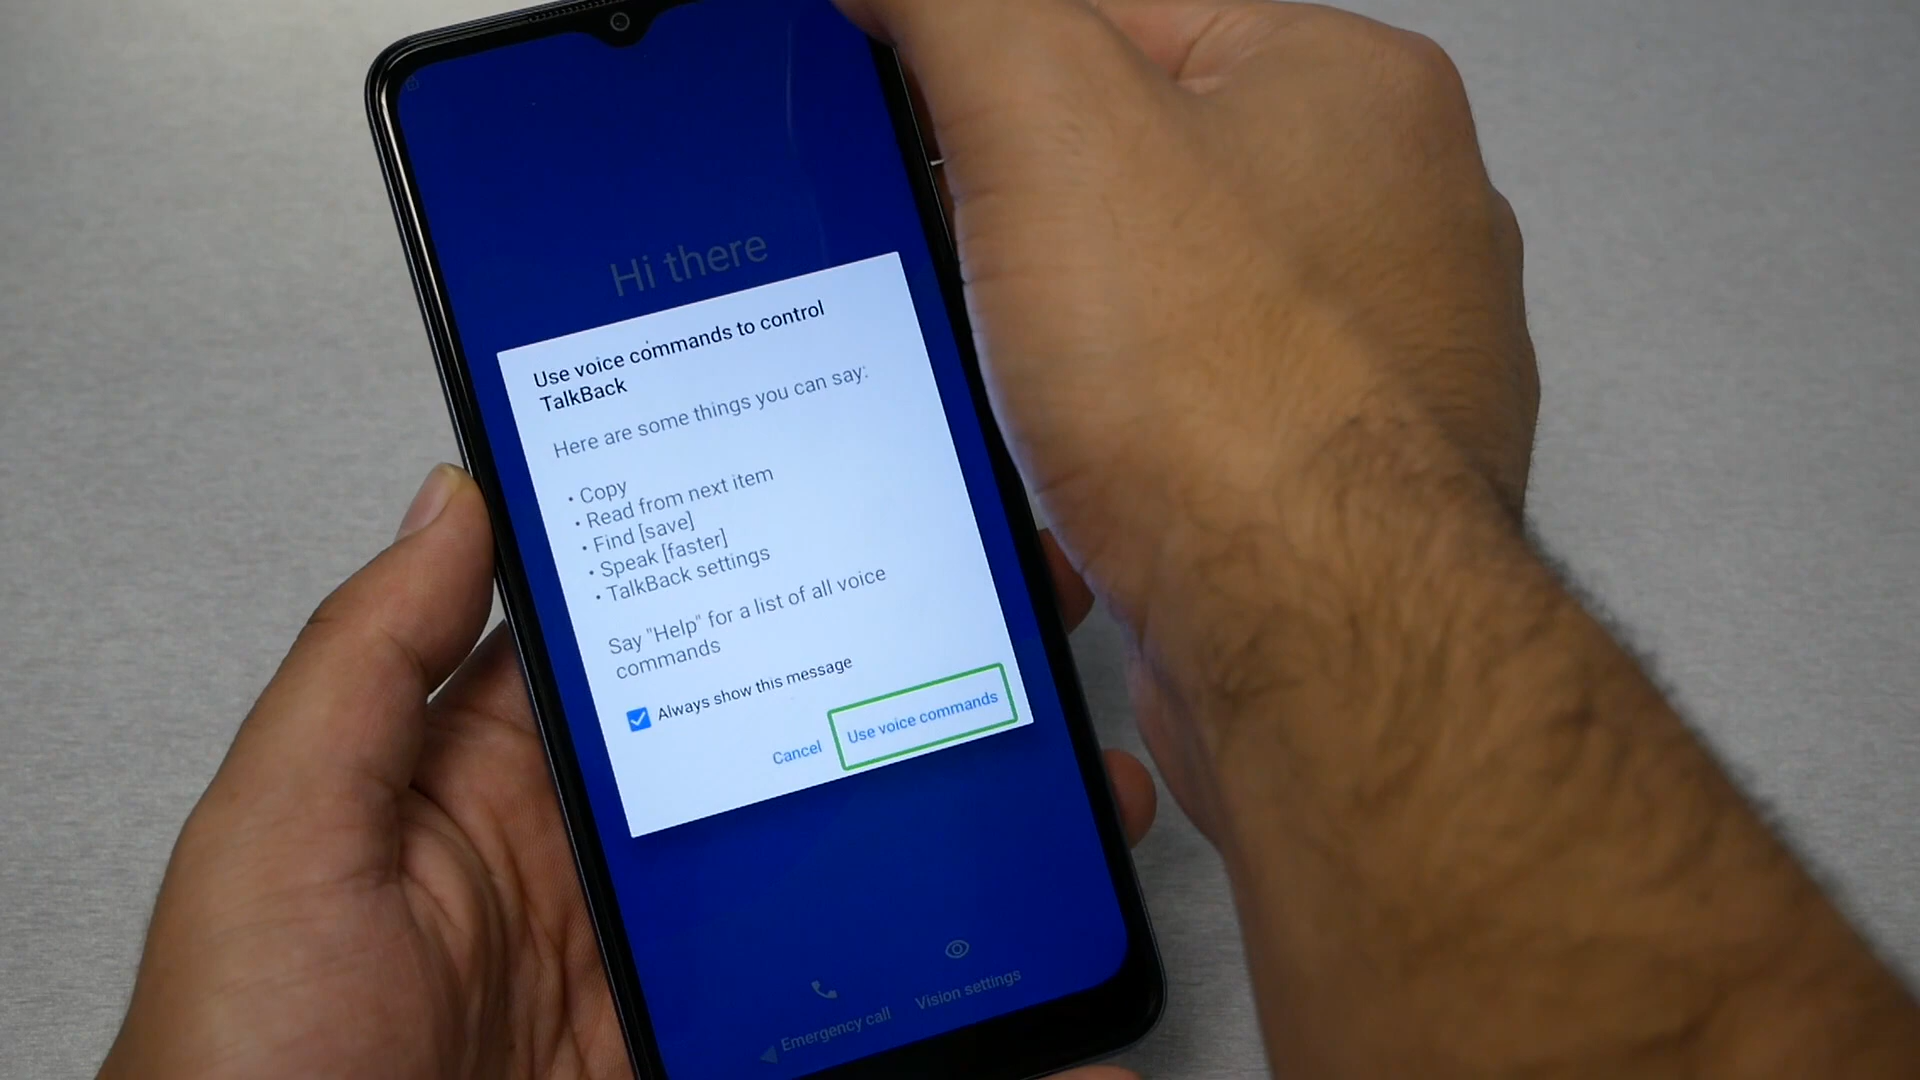 Hi there
Use voice commands to control
TalkBack
Here are some things you can say:
• Copy
• Read from next item
• Find [save]
• Speak [faster]
• TalkBack settings
Say "Help" for a list of all voice
commands
Always show this message
Cancel
Use voice commands
Emergency call
Vision settings